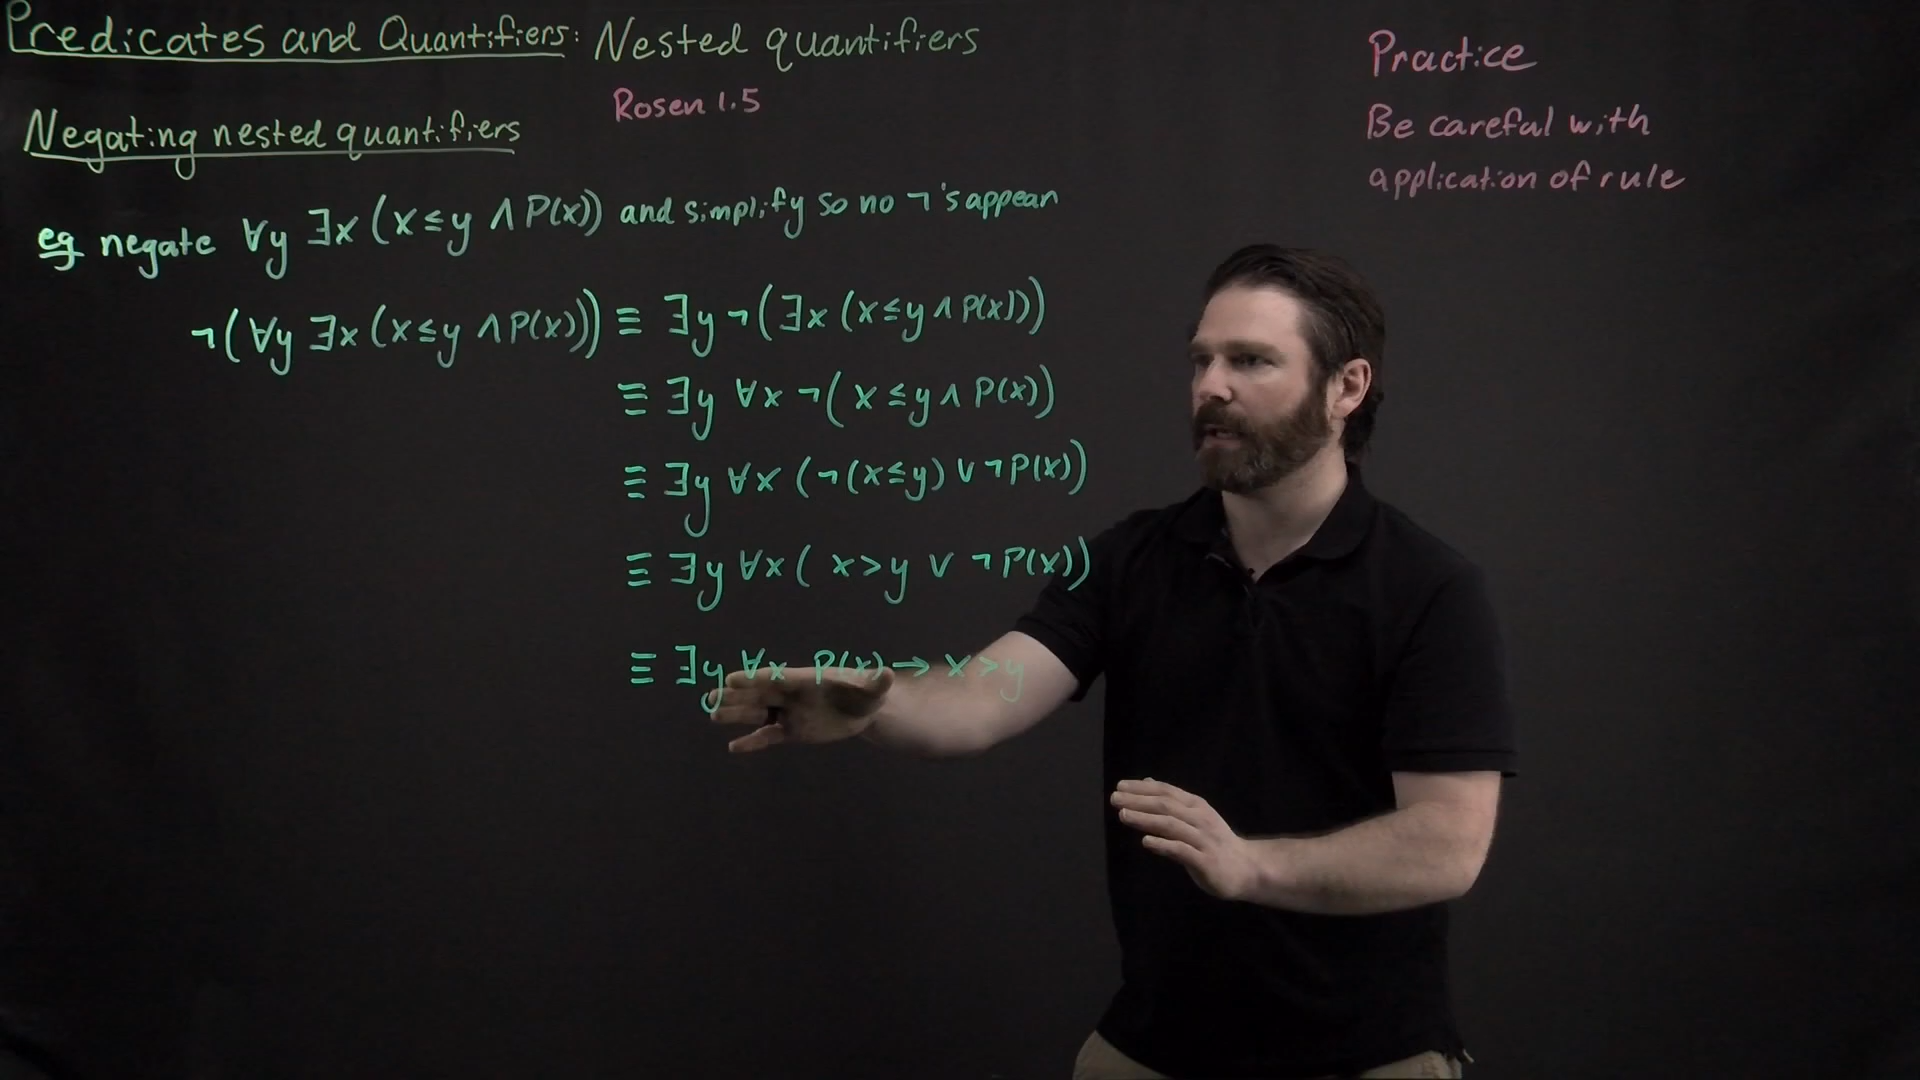 Predicates and Quantifiers: Nested quantifiers
Rosen 1.5
Negating nested quantifiers
eg negate ∀y ∃x (x ≤ y ∧ P(x)) and simplify so no ¬'s appear
¬(∀y ∃x (x ≤ y ∧ P(x))) ≡ ∃y ¬(∃x (x ≤ y ∧ P(x)))
≡ ∃y ∀x ¬(x ≤ y ∧ P(x))
≡ ∃y ∀x (¬(x ≤ y) ∨ ¬P(x))
≡ ∃y ∀x (x > y ∨ ¬P(x))
≡ ∃y ∀x P(x) → x > y
Practice
Be careful with
application of rule